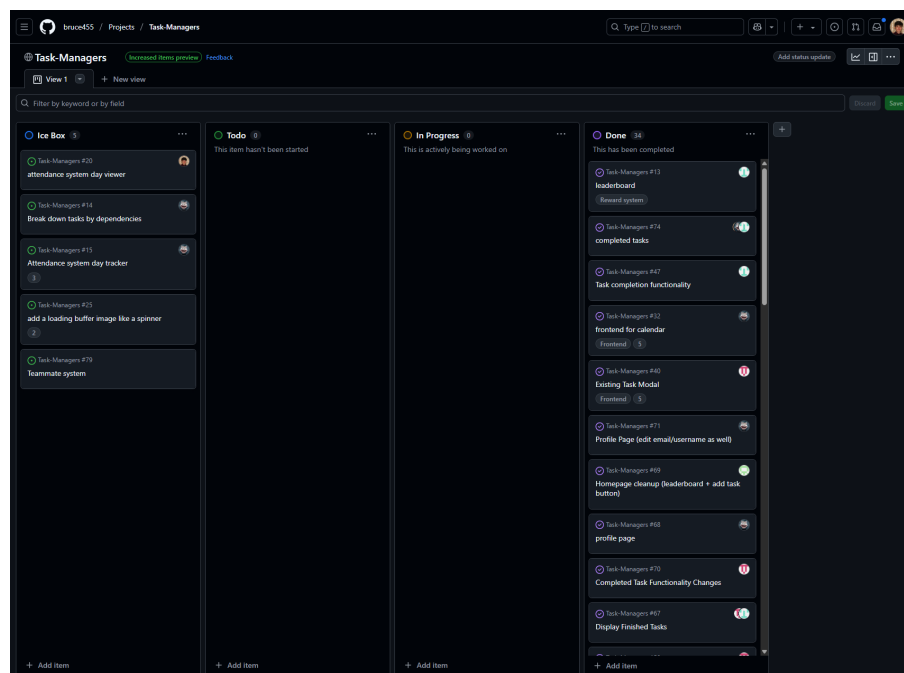 bruce455 / Projects / Task-Managers
Type / to search
Task-Managers
Increased items preview
Feedback
Add status update
View 1
New view
Filter by keyword or by field
Discard
Save
Ice Box 5
Task-Managers #20
attendance system day viewer
Task-Managers #14
Break down tasks by dependencies
Task-Managers #15
Attendance system day tracker
3
Task-Managers #25
add a loading buffer image like a spinner
2
Task-Managers #79
Teammate system
+ Add item
Todo 0
This item hasn't been started
+ Add item
In Progress 0
This is actively being worked on
+ Add item
Done 34
This has been completed
Task-Managers #13
leaderboard
Reward system
Task-Managers #74
completed tasks
Task-Managers #47
Task completion functionality
Task-Managers #32
frontend for calendar
Frontend 5
Task-Managers #40
Existing Task Modal
Frontend 5
Task-Managers #71
Profile Page (edit email/username as well)
Task-Managers #69
Homepage cleanup (leaderboard + add task
button)
Task-Managers #68
profile page
Task-Managers #70
Completed Task Functionality Changes
Task-Managers #67
Display Finished Tasks
+ Add item